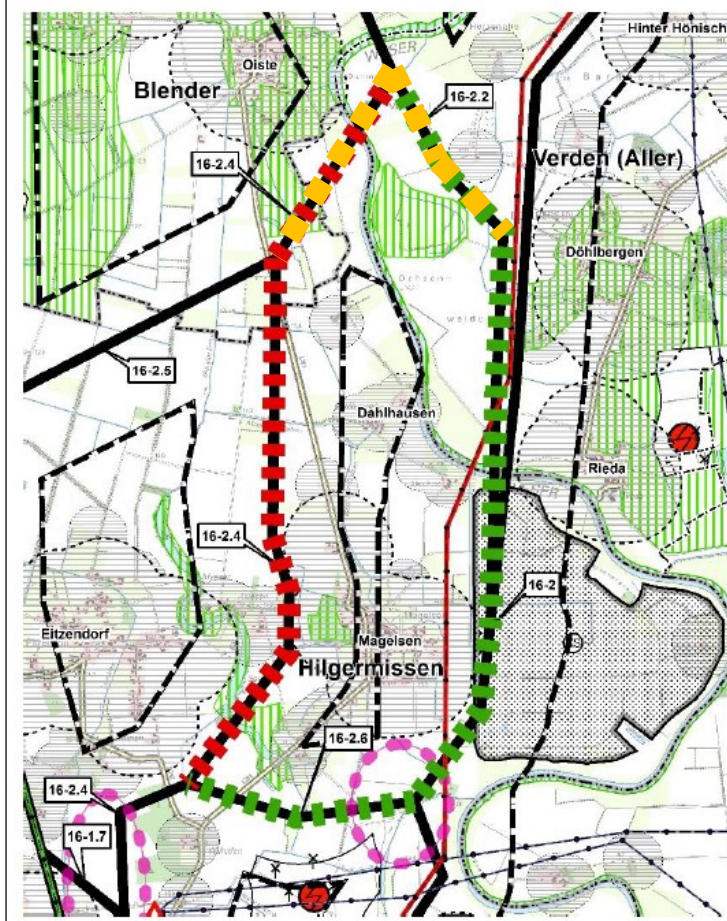 Hinter Hönisch
Oiste
WESER
Blender
16-2.2
Verden (Aller)
16-2.4
Döhlbergen
16-2.5
Dahlhausen
Rieda
WESER
16-2.4
16-2
Eitzendorf
Magelsen
Hilgermissen
16-2.6
16-2.4
16-1.7